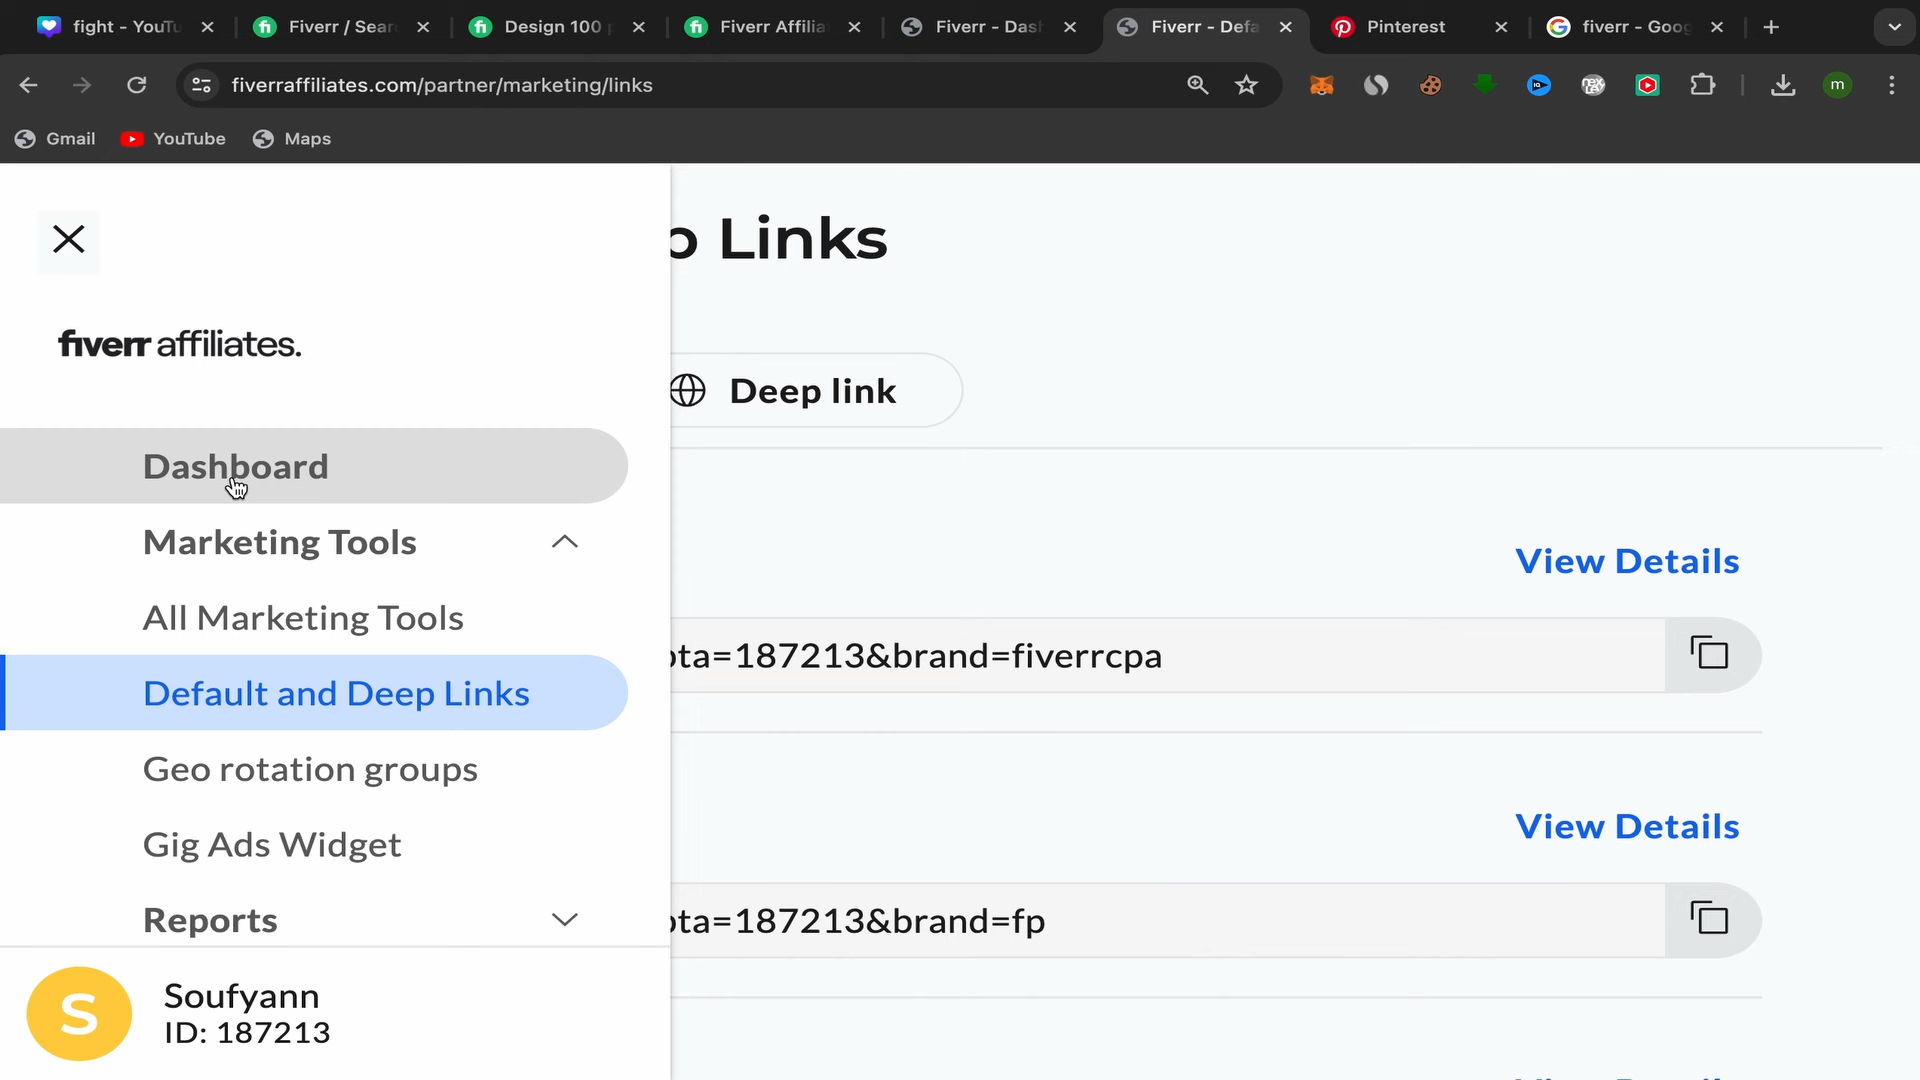 fight - YouTu
Fiverr / Sear
Design 100
Fiverr Affilia
Fiverr - Das
Fiverr - Defa
Pinterest
fiverr - Goog
fiverraffiliates.com/partner/marketing/links
m
Gmail
YouTube
Maps
Links
fiverr affiliates.
Deep link
Dashboard
Marketing Tools
View Details
All Marketing Tools
ta=187213&brand=fiverrcpa
Default and Deep Links
Geo rotation groups
View Details
Gig Ads Widget
Reports
ta=187213&brand=fp
S
Soufyann
ID: 187213